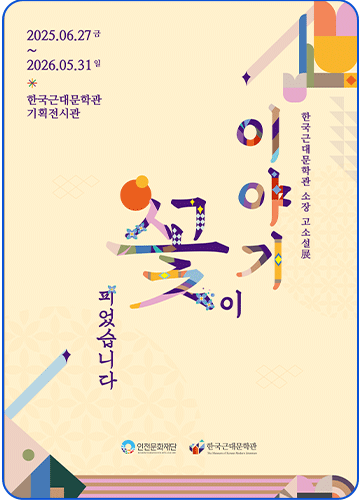 2025.06.27 금
~
2026.05.31 일
한국근대문학관
기획전시관
한국근대문학관 소장 고소설展
이야기
꽃이
피었습니다
인천문화재단
한국근대문학관